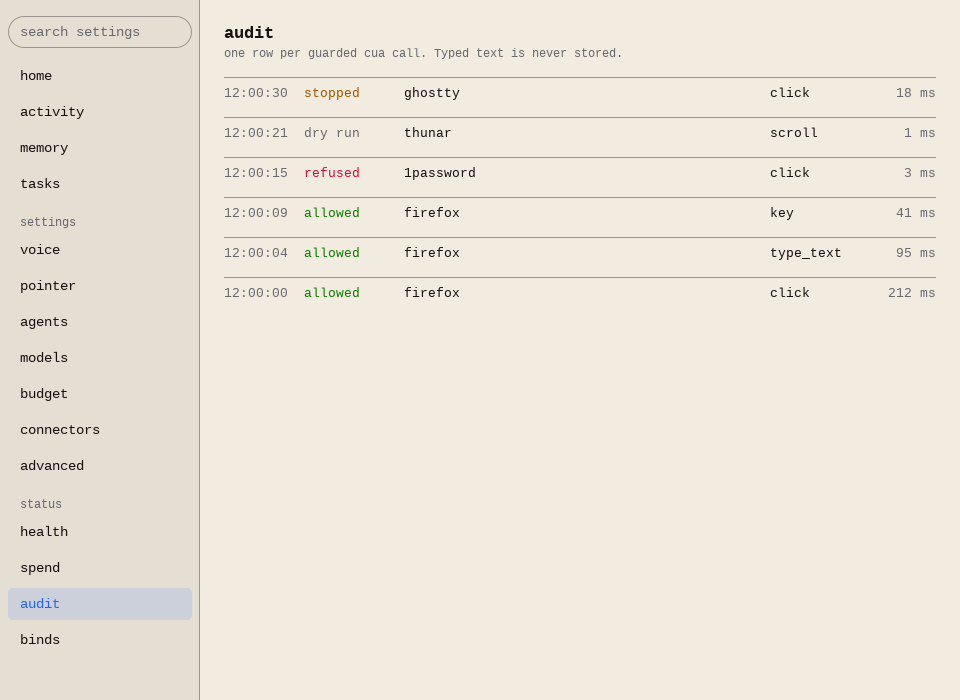 search settings
home
activity
memory
tasks
settings
voice
pointer
agents
models
budget
connectors
advanced
status
health
spend
audit
binds
audit
one row per guarded cua call. Typed text is never stored.
12:00:30 stopped ghostty click 18 ms
12:00:21 dry run thunar scroll 1 ms
12:00:15 refused 1password click 3 ms
12:00:09 allowed firefox key 41 ms
12:00:04 allowed firefox type_text 95 ms
12:00:00 allowed firefox click 212 ms